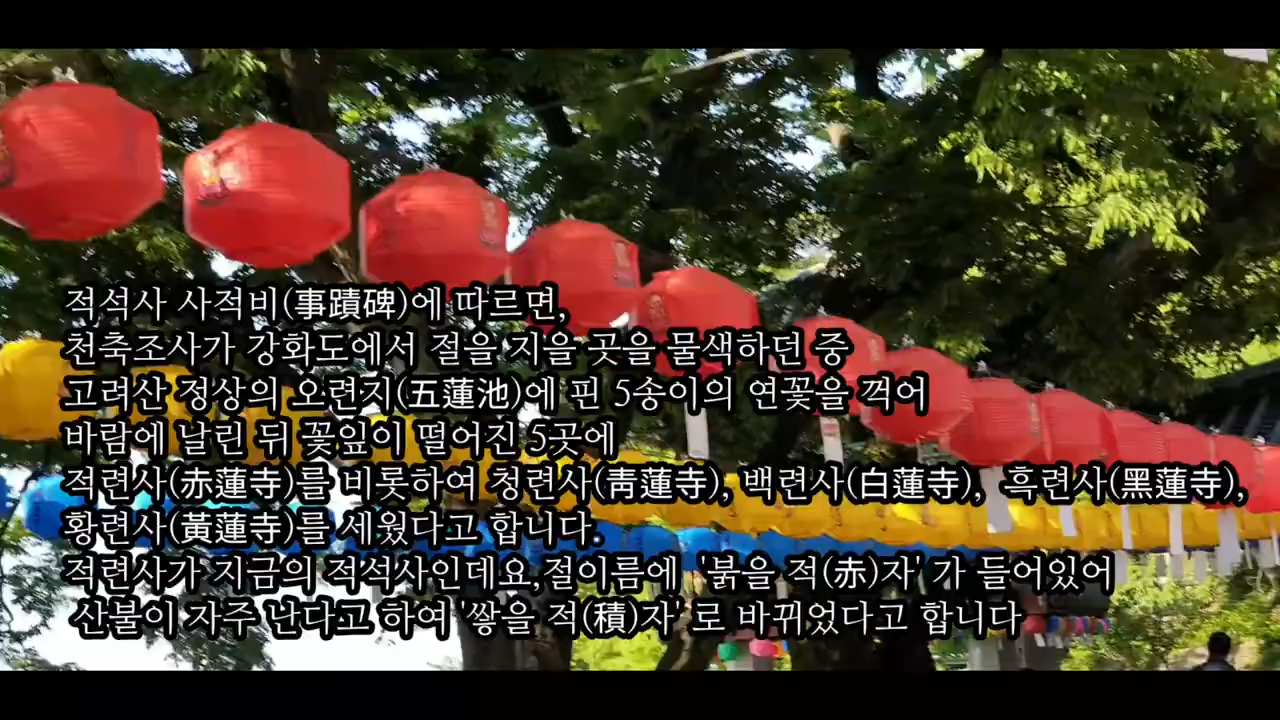 적석사 사적비(事蹟碑)에 따르면,
천축조사가 강화도에서 절을 지을 곳을 물색하던 중
고려산 정상의 오련지(五蓮池)에 핀 5송이의 연꽃을 꺽어
바람에 날린 뒤 꽃잎이 떨어진 5곳에
적련사(赤蓮寺)를 비롯하여 청련사(靑蓮寺), 백련사(白蓮寺), 흑련사(黑蓮寺),
황련사(黃蓮寺)를 세웠다고 합니다.
적련사가 지금의 적석사인데요,절이름에 '붉을 적(赤)자' 가 들어있어
산불이 자주 난다고 하여 '쌓을 적(積)자' 로 바뀌었다고 합니다